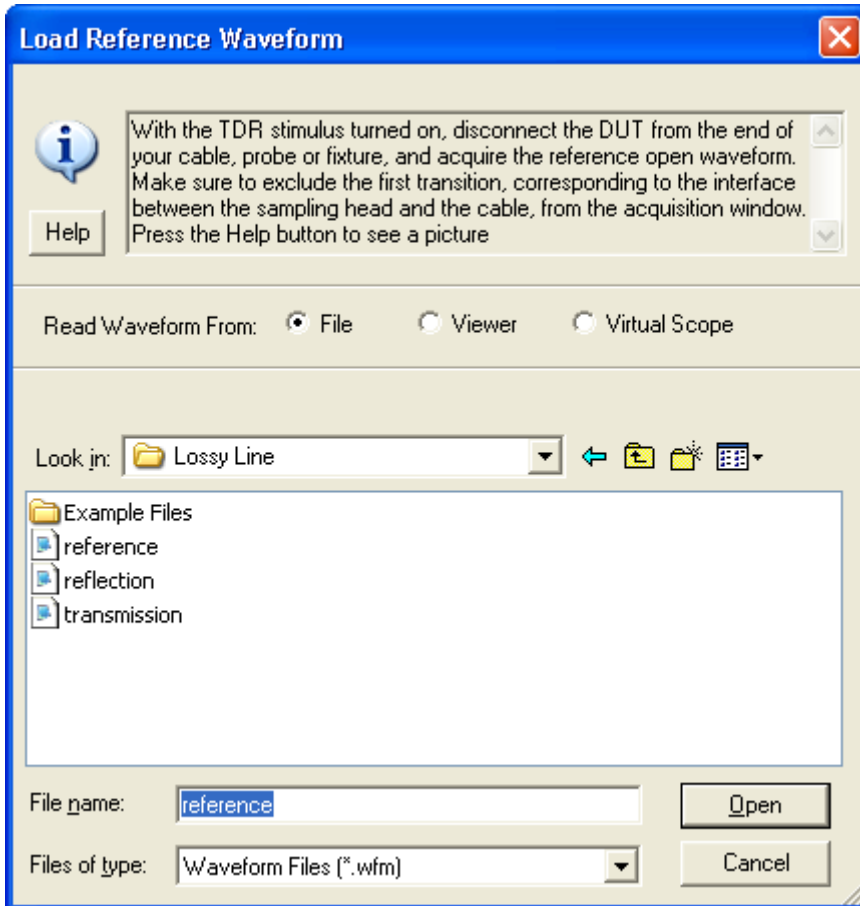 Load Reference Waveform
With the TDR stimulus turned on, disconnect the DUT from the end of
your cable, probe or fixture, and acquire the reference open waveform.
Make sure to exclude the first transition, corresponding to the interface
between the sampling head and the cable, from the acquisition window.
Press the Help button to see a picture
Help
Read Waveform From: File Viewer Virtual Scope
Look in: Lossy Line
Example Files
reference
reflection
transmission
File name: reference Open
Files of type: Waveform Files (*.wfm) Cancel